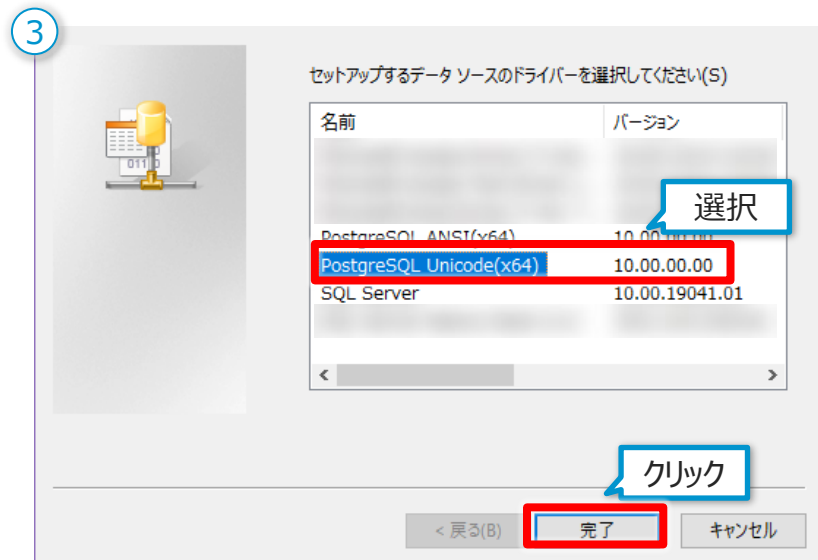 3
セットアップするデータ ソースのドライバーを選択してください(S)
名前 バージョン
選択
PostgreSQL ANSI(x64) 10.00.00.00
PostgreSQL Unicode(x64) 10.00.00.00
SQL Server 10.00.19041.01
クリック
< 戻る(B) 完了 キャンセル